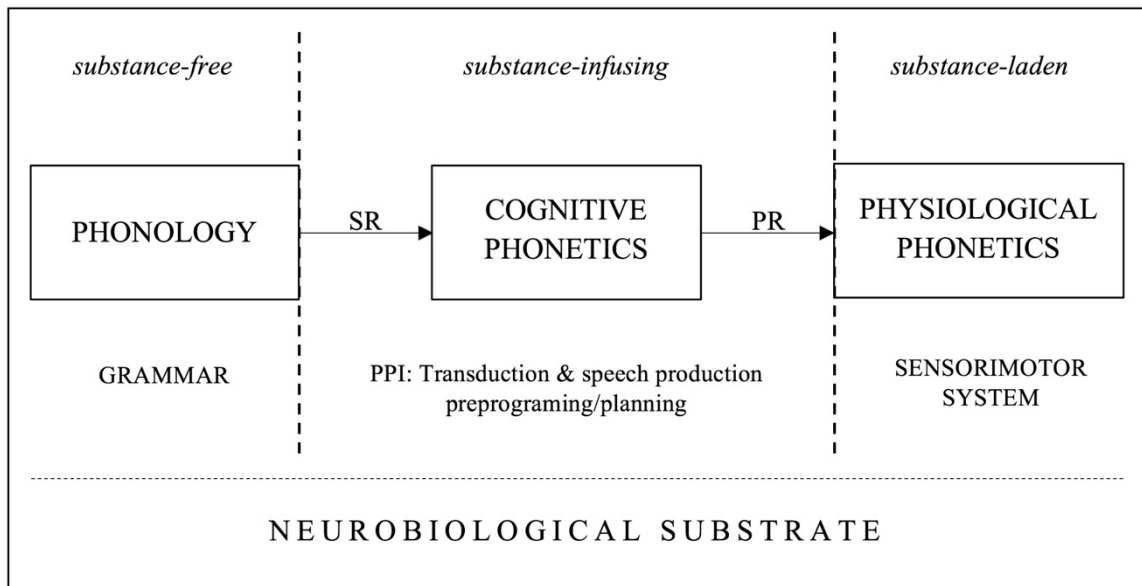 substance-free
substance-infusing
substance-laden
PHONOLOGY
SR
COGNITIVE
PHONETICS
PR
PHYSIOLOGICAL
PHONETICS
GRAMMAR
PPI: Transduction & speech production
preprograming/planning
SENSORIMOTOR
SYSTEM
NEUROBIOLOGICAL SUBSTRATE